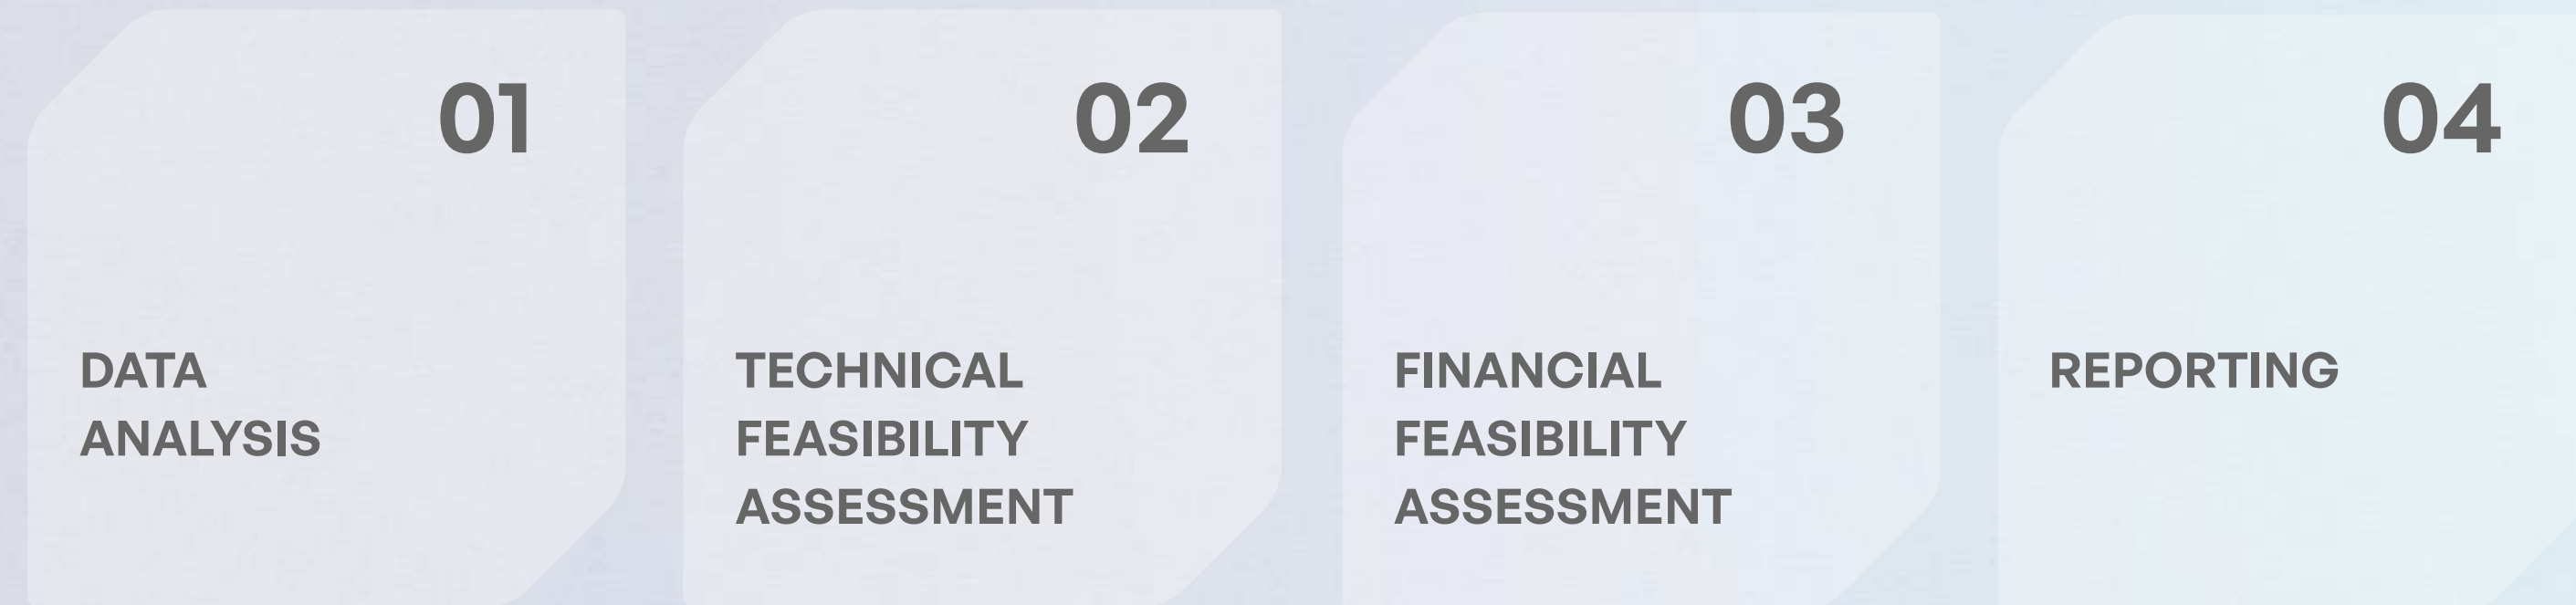 01
DATA
ANALYSIS
02
TECHNICAL
FEASIBILITY
ASSESSMENT
03
FINANCIAL
FEASIBILITY
ASSESSMENT
04
REPORTING